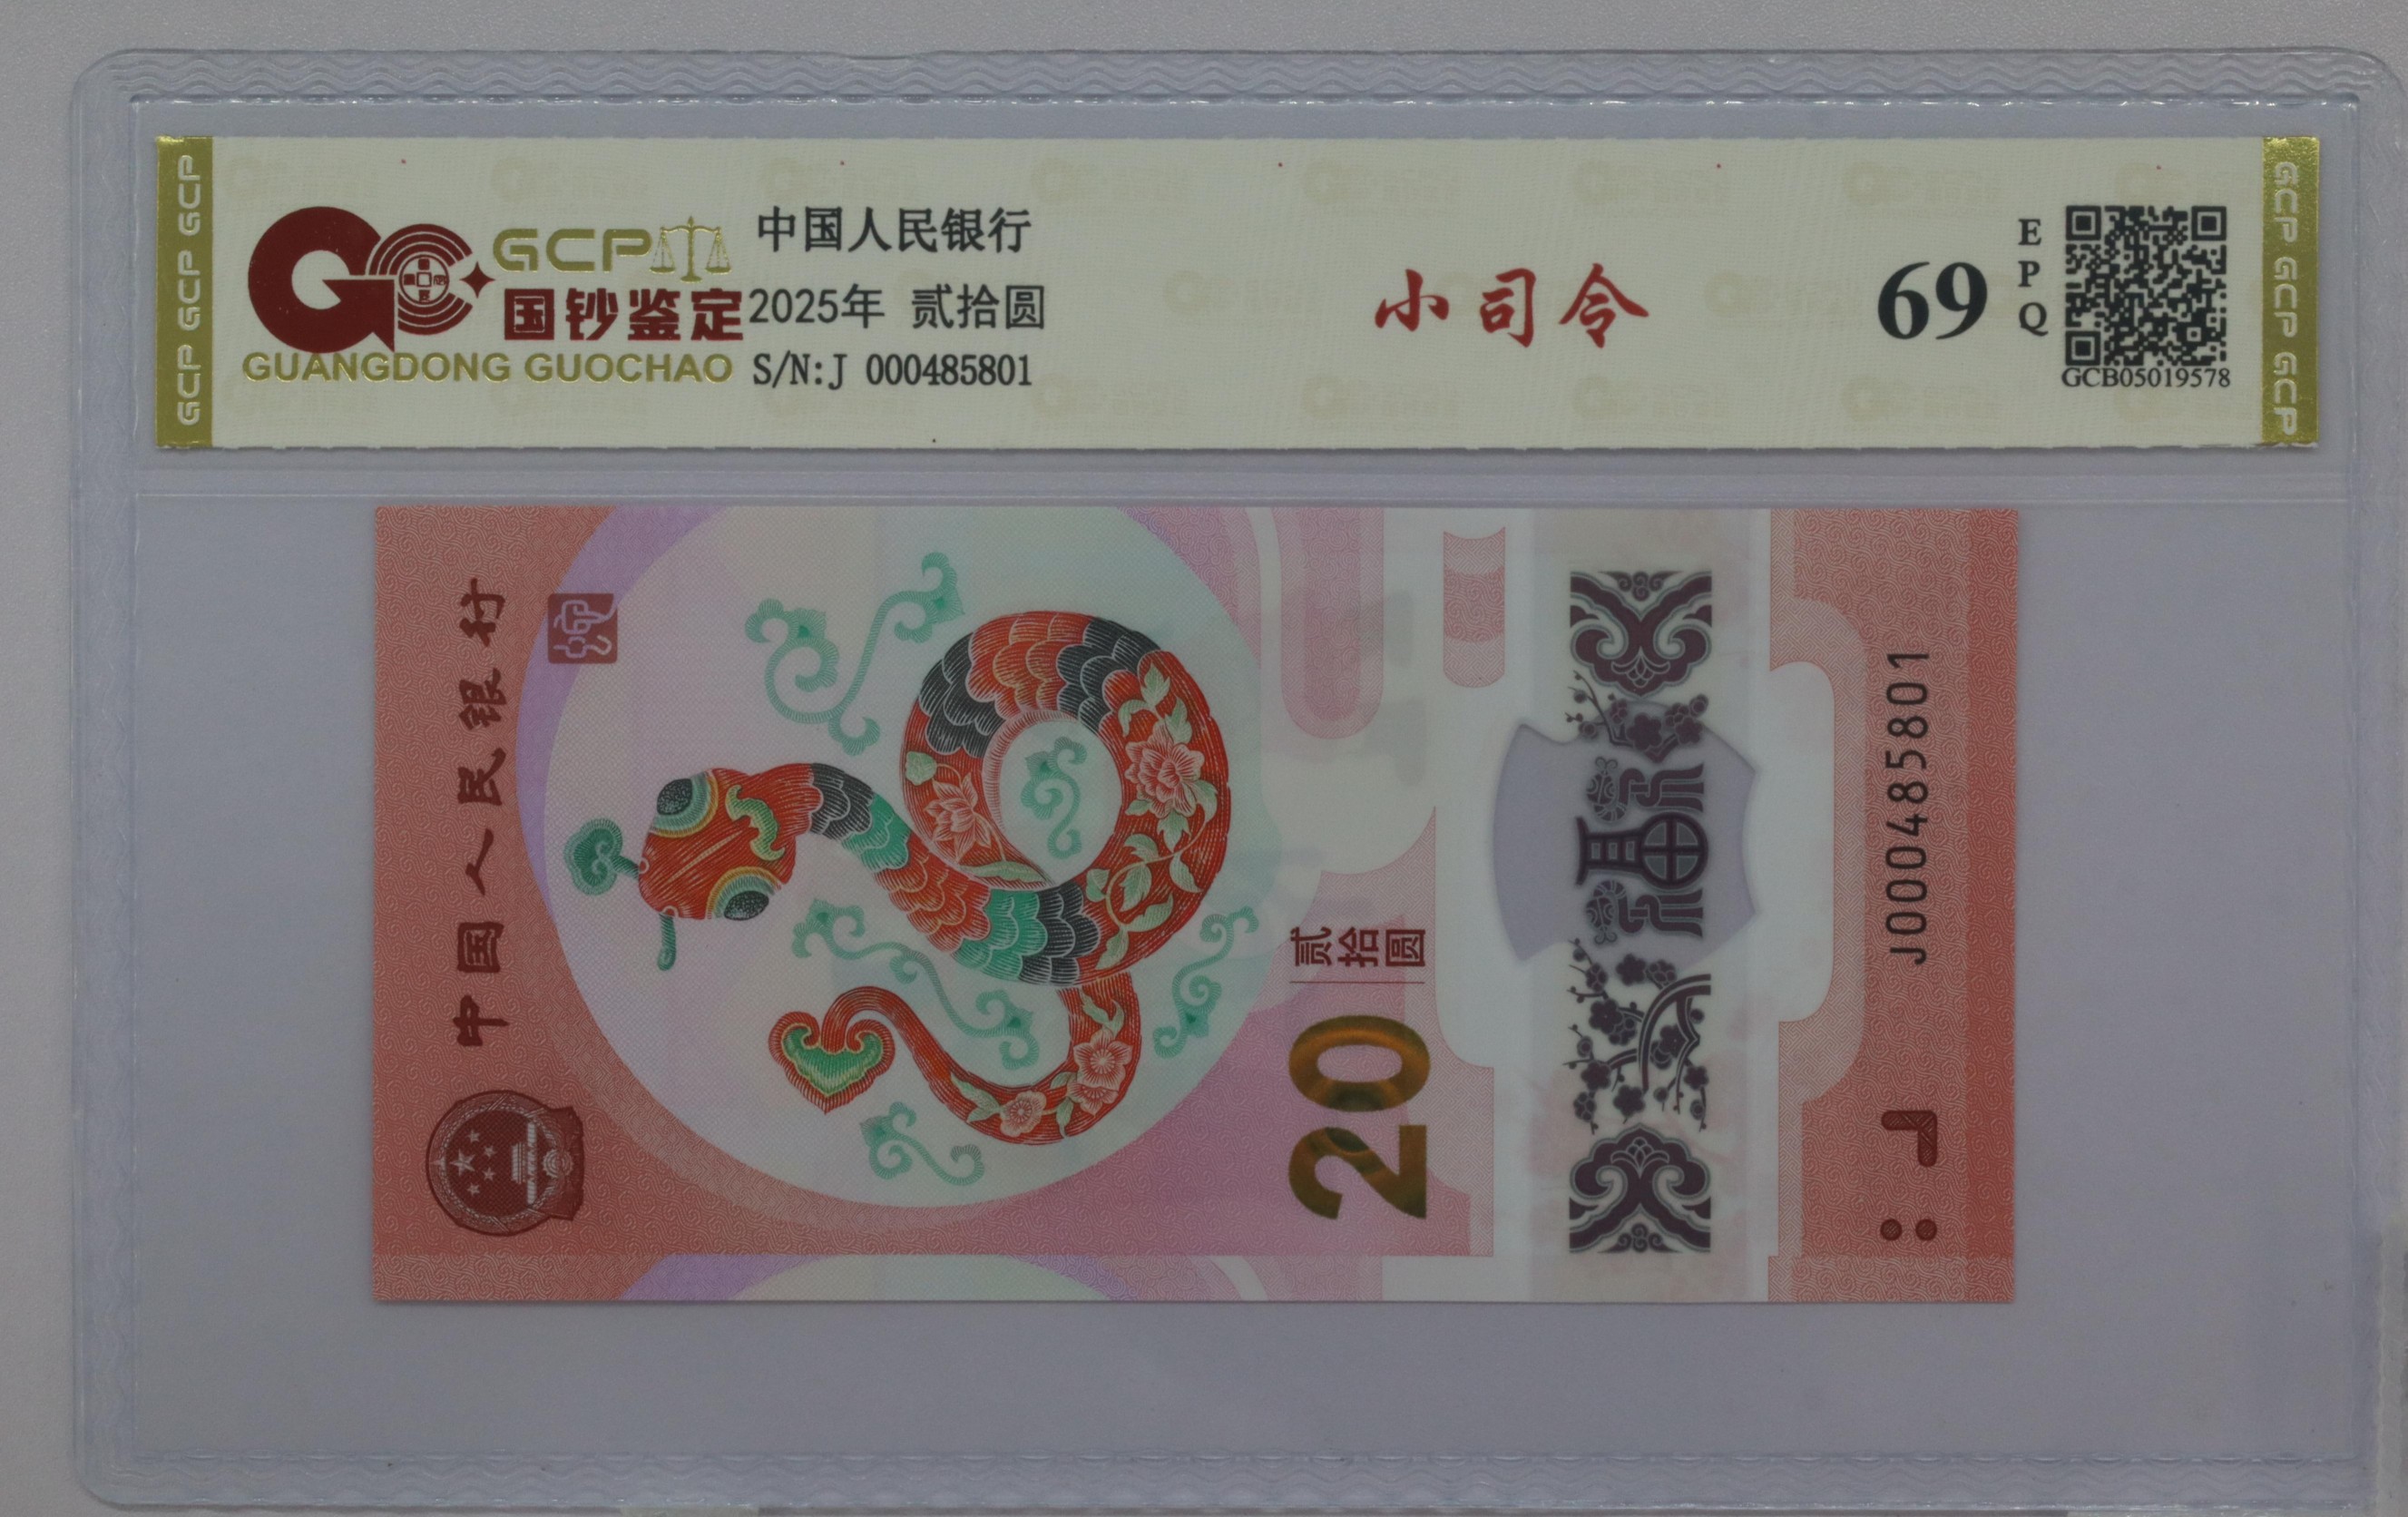 GCP GCP GCP
GCP
国钞鉴定
GUANGDONG GUOCHAO
中国人民银行
2025年 贰拾圆
S/N:J 000485801
小司令
69
EPQ
GCB05019578
GCP GCP GCP
中国人民银行
20
贰拾圆
福
J000485801